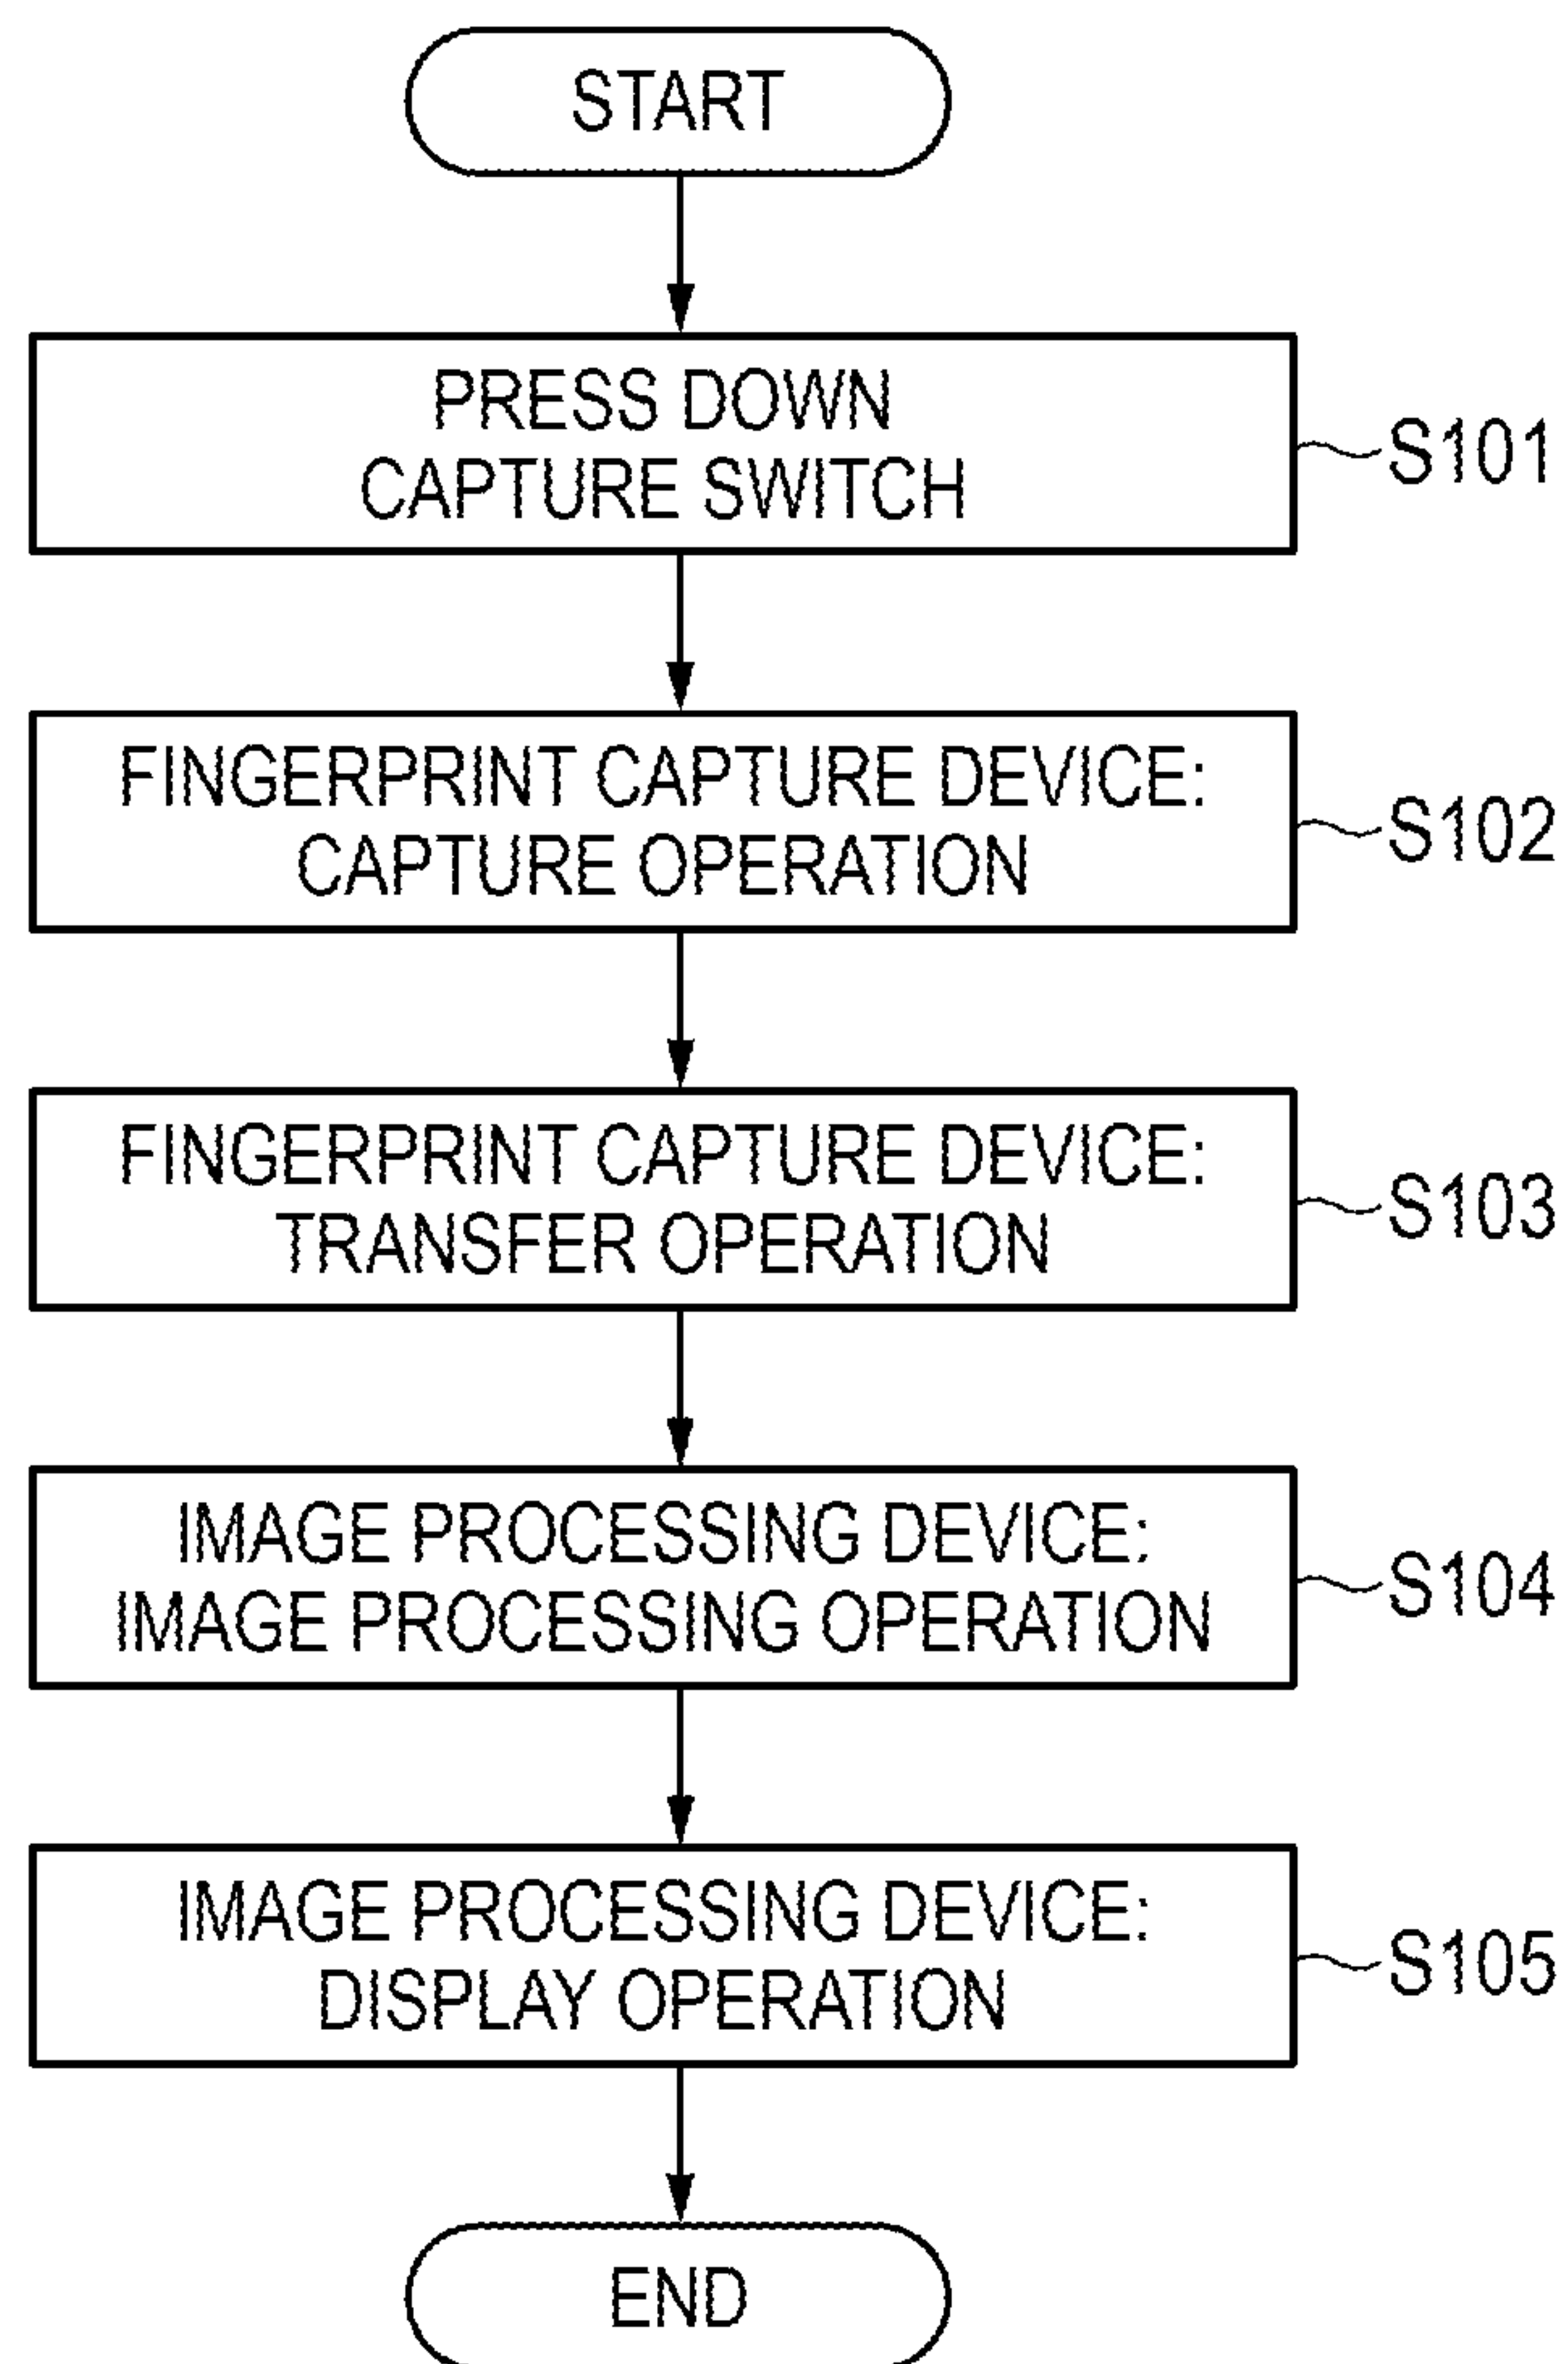 START
PRESS DOWN
CAPTURE SWITCH
S101
FINGERPRINT CAPTURE DEVICE:
CAPTURE OPERATION
S102
FINGERPRINT CAPTURE DEVICE:
TRANSFER OPERATION
S103
IMAGE PROCESSING DEVICE:
IMAGE PROCESSING OPERATION
S104
IMAGE PROCESSING DEVICE:
DISPLAY OPERATION
S105
END